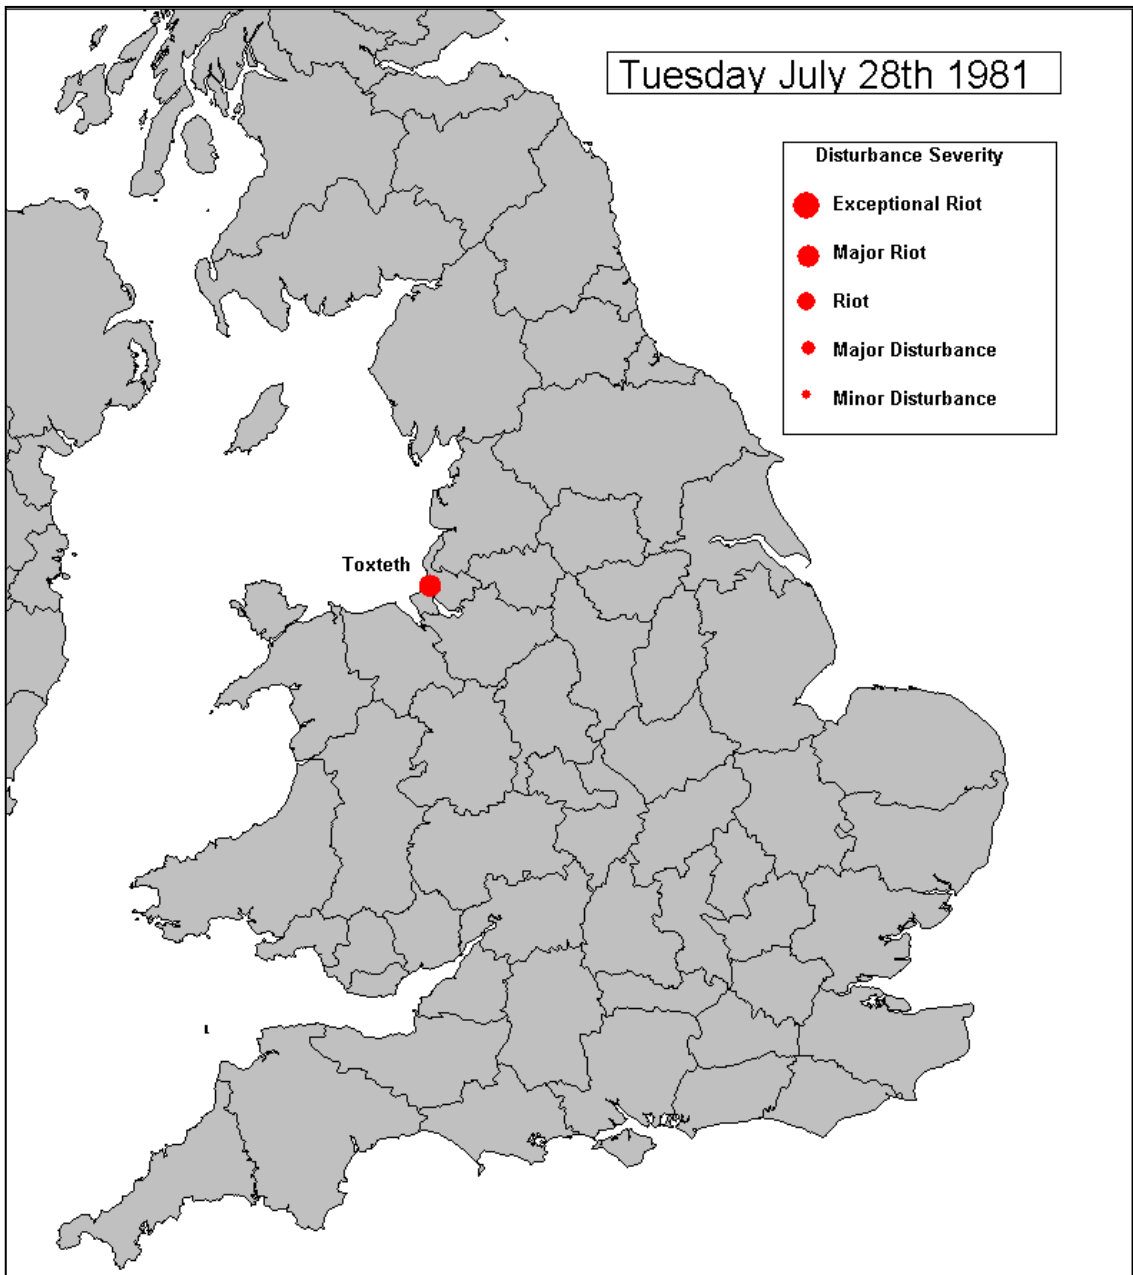 Tuesday July 28th 1981
Disturbance Severity
Exceptional Riot
Major Riot
Riot
Major Disturbance
Minor Disturbance
Toxteth